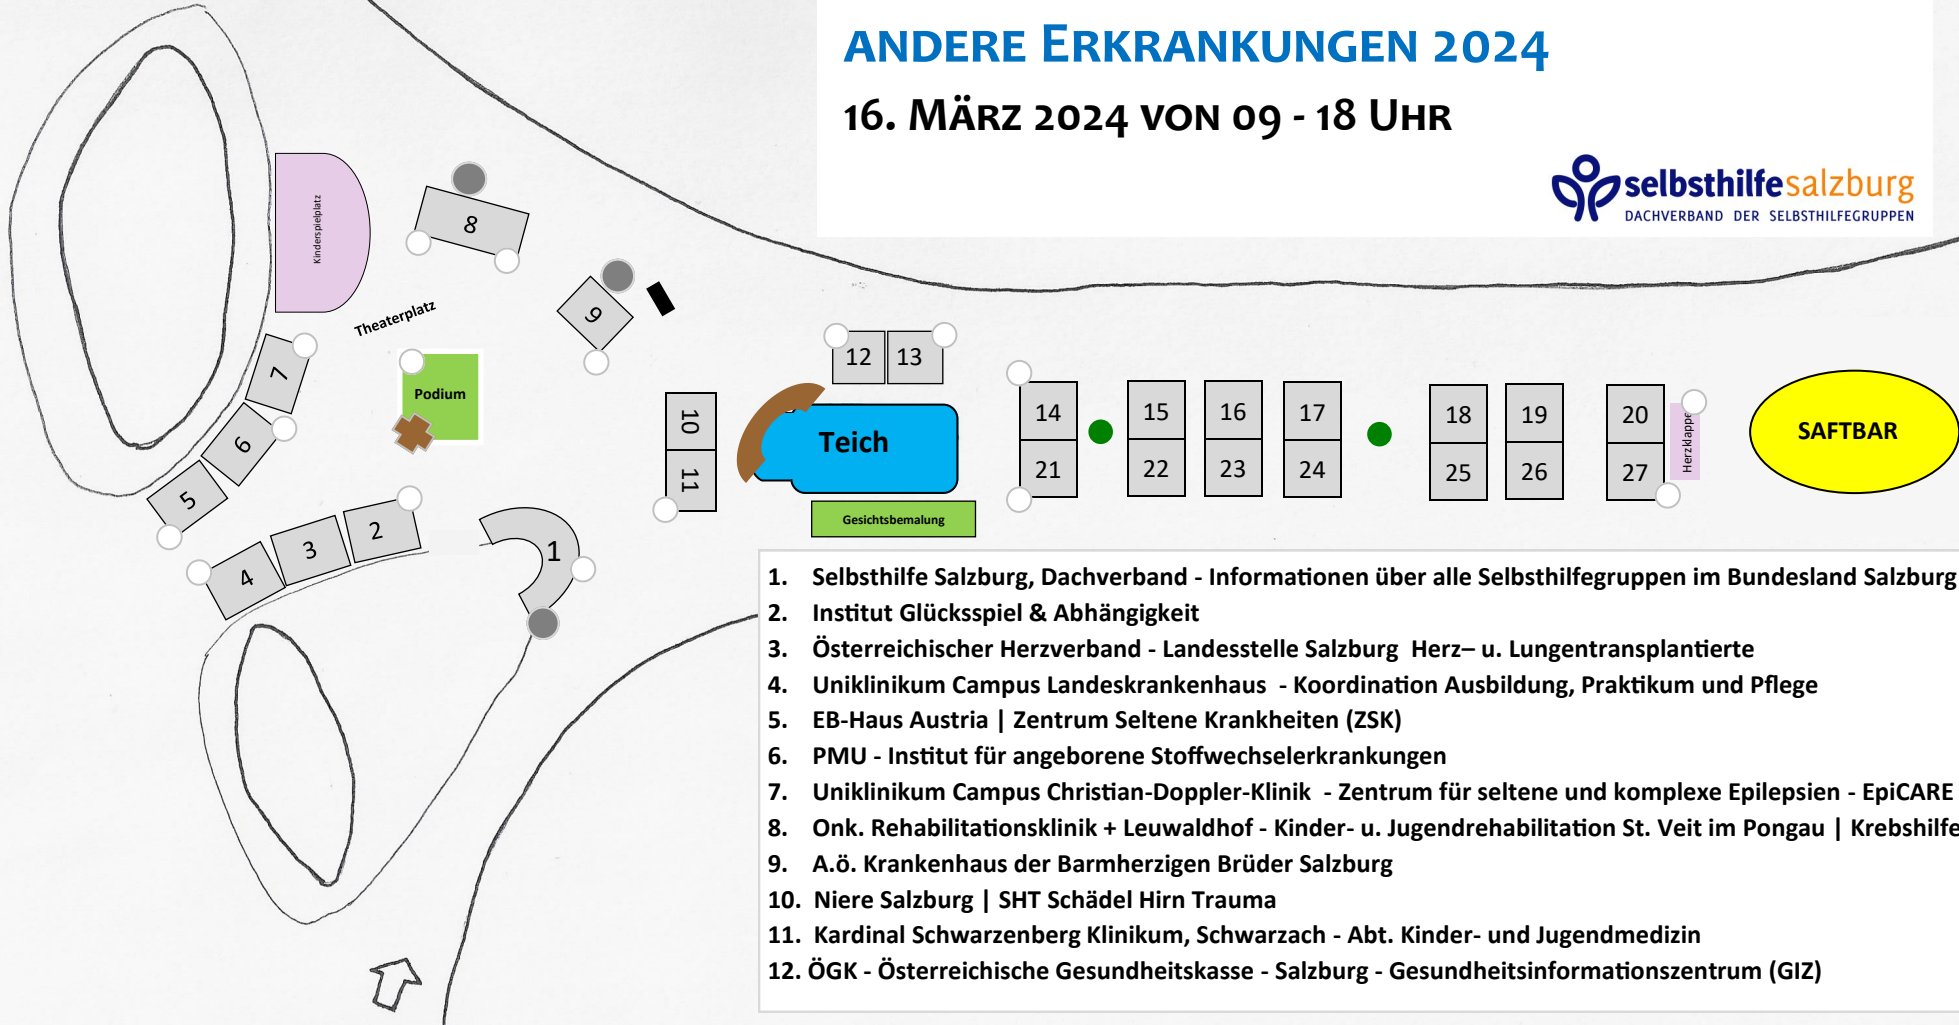 ANDERE ERKRANKUNGEN 2024
16. MÄRZ 2024 VON 09 - 18 UHR
selbsthilfesalzburg
DACHVERBAND DER SELBSTHILFEGRUPPEN
Kinderspielplatz
8
9
Theaterplatz
7
6
5
Podium
4
3
2
1
10
11
12
13
Teich
Gesichtsbemalung
14
15
16
17
18
19
20
21
22
23
24
25
26
27
Herzklappe
SAFTBAR
1. Selbsthilfe Salzburg, Dachverband - Informationen über alle Selbsthilfegruppen im Bundesland Salzburg
2. Institut Glücksspiel & Abhängigkeit
3. Österreichischer Herzverband - Landesstelle Salzburg Herz– u. Lungentransplantierte
4. Uniklinikum Campus Landeskrankenhaus - Koordination Ausbildung, Praktikum und Pflege
5. EB-Haus Austria | Zentrum Seltene Krankheiten (ZSK)
6. PMU - Institut für angeborene Stoffwechselerkrankungen
7. Uniklinikum Campus Christian-Doppler-Klinik - Zentrum für seltene und komplexe Epilepsien - EpiCARE
8. Onk. Rehabilitationsklinik + Leuwaldhof - Kinder- u. Jugendrehabilitation St. Veit im Pongau | Krebshilfe
9. A.ö. Krankenhaus der Barmherzigen Brüder Salzburg
10. Niere Salzburg | SHT Schädel Hirn Trauma
11. Kardinal Schwarzenberg Klinikum, Schwarzach - Abt. Kinder- und Jugendmedizin
12. ÖGK - Österreichische Gesundheitskasse - Salzburg - Gesundheitsinformationszentrum (GIZ)